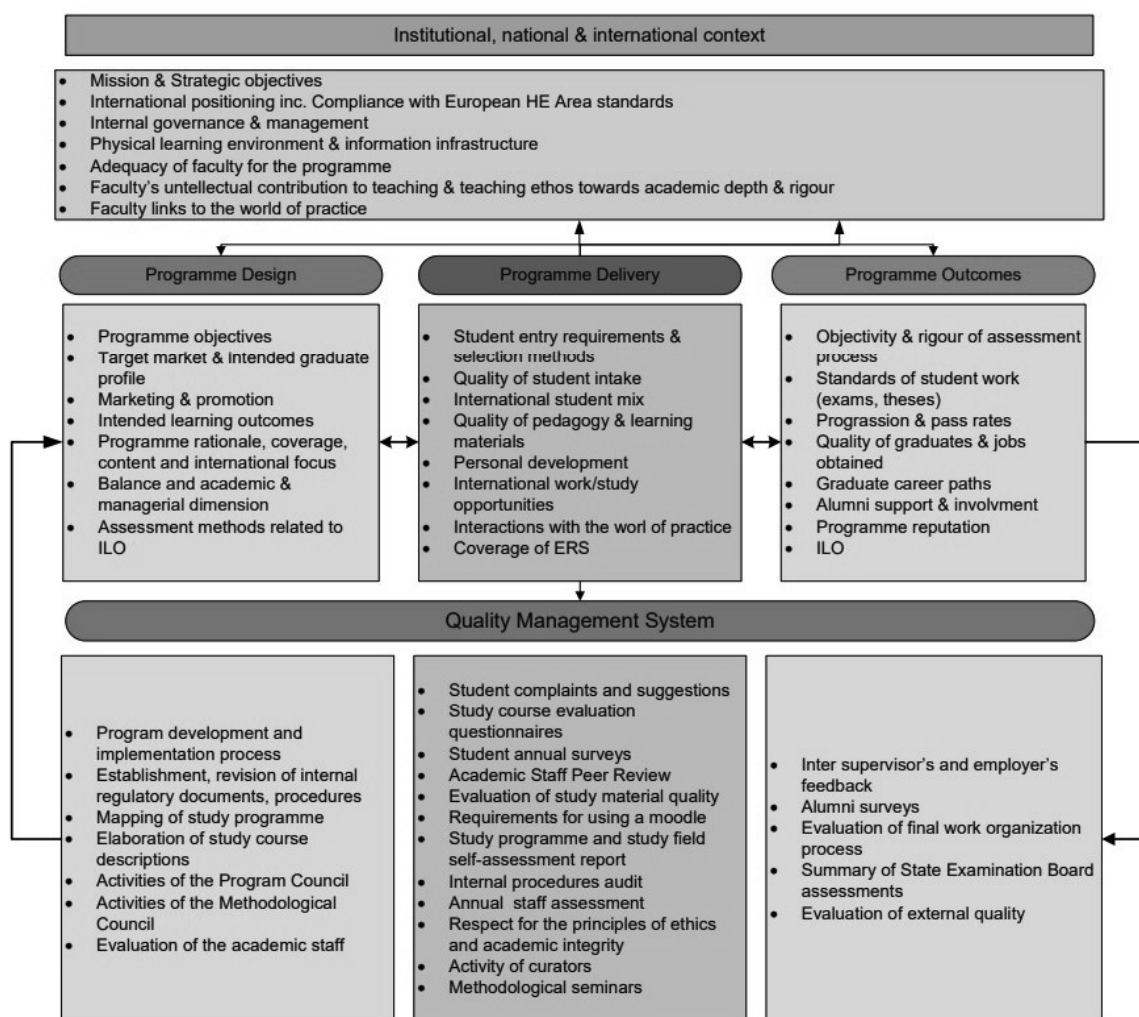 Institutional, national & international context
• Mission & Strategic objectives
• International positioning inc. Compliance with European HE Area standards
• Internal governance & management
• Physical learning environment & information infrastructure
• Adequacy of faculty for the programme
• Faculty's untellectual contribution to teaching & teaching ethos towards academic depth & rigour
• Faculty links to the world of practice
Programme Design
• Programme objectives
• Target market & intended graduate
profile
• Marketing & promotion
• Intended learning outcomes
• Programme rationale, coverage,
content and international focus
• Balance and academic &
managerial dimension
• Assessment methods related to
ILO
Programme Delivery
• Student entry requirements &
selection methods
• Quality of student intake
• International student mix
• Quality of pedagogy & learning
materials
• Personal development
• International work/study
opportunities
• Interactions with the worl of practice
• Coverage of ERS
Programme Outcomes
• Objectivity & rigour of assessment
process
• Standards of student work
(exams, theses)
• Prograssion & pass rates
• Quality of graduates & jobs
obtained
• Graduate career paths
• Alumni support & involvment
• Programme reputation
• ILO
Quality Management System
• Program development and
implementation process
• Establishment, revision of internal
regulatory documents, procedures
• Mapping of study programme
• Elaboration of study course
descriptions
• Activities of the Program Council
• Activities of the Methodological
Council
• Evaluation of the academic staff
• Student complaints and suggestions
• Study course evaluation
questionnaires
• Student annual surveys
• Academic Staff Peer Review
• Evaluation of study material quality
• Requirements for using a moodle
• Study programme and study field
self-assessment report
• Internal procedures audit
• Annual staff assessment
• Respect for the principles of ethics
and academic integrity
• Activity of curators
• Methodological seminars
• Inter supervisor's and employer's
feedback
• Alumni surveys
• Evaluation of final work organization
process
• Summary of State Examination Board
assessments
• Evaluation of external quality